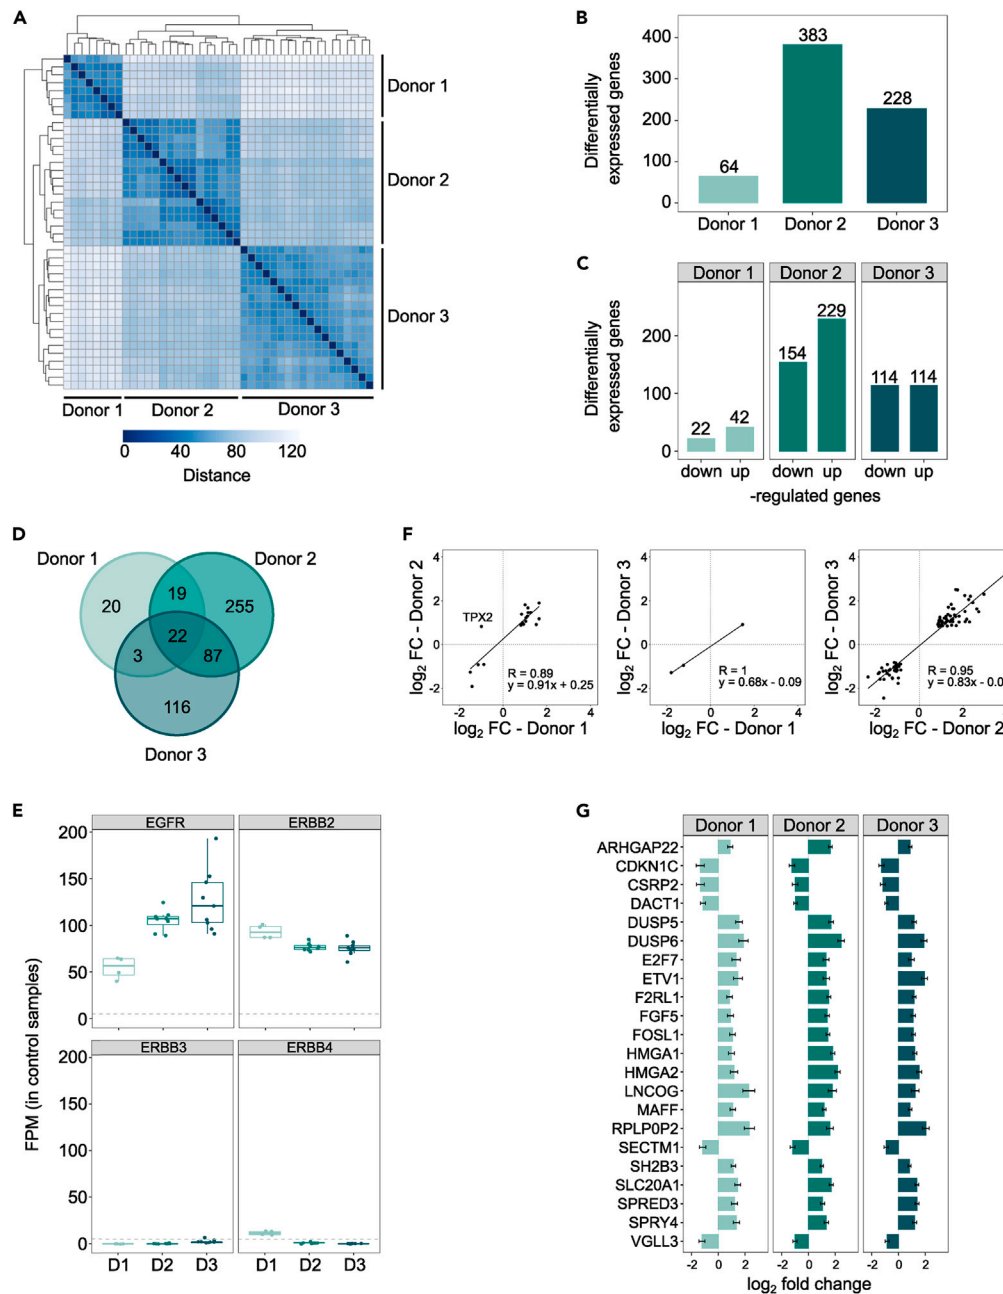 A
Donor 1
Donor 2
Donor 3
Donor 1 Donor 2 Donor 3
0 40 80 120
Distance
B
Differentially
expressed genes
400
300
200
100
0
64
383
228
Donor 1 Donor 2 Donor 3
C
Donor 1 Donor 2 Donor 3
Differentially
expressed genes
200
100
0
22 42
154 229
114 114
down up down up down up
-regulated genes
D
Donor 1
Donor 2
20
19
255
22
3
87
116
Donor 3
F
log2 FC - Donor 2
4
2
0
-2
TPX2
R = 0.89
y = 0.91x + 0.25
-2 0 2 4
log2 FC - Donor 1
log2 FC - Donor 3
4
2
0
-2
R = 1
y = 0.68x - 0.09
-2 0 2 4
log2 FC - Donor 1
log2 FC - Donor 3
4
2
0
-2
R = 0.95
y = 0.83x - 0.0
-2 0 2
log2 FC - Donor 2
E
FPM (in control samples)
EGFR ERBB2
200
150
100
50
0
ERBB3 ERBB4
200
150
100
50
0
D1 D2 D3 D1 D2 D3
G
Donor 1 Donor 2 Donor 3
ARHGAP22
CDKN1C
CSRP2
DACT1
DUSP5
DUSP6
E2F7
ETV1
F2RL1
FGF5
FOSL1
HMGA1
HMGA2
LNCOG
MAFF
RPLP0P2
SECTM1
SH2B3
SLC20A1
SPRED3
SPRY4
VGLL3
-2 0 2 -2 0 2 -2 0 2
log2 fold change